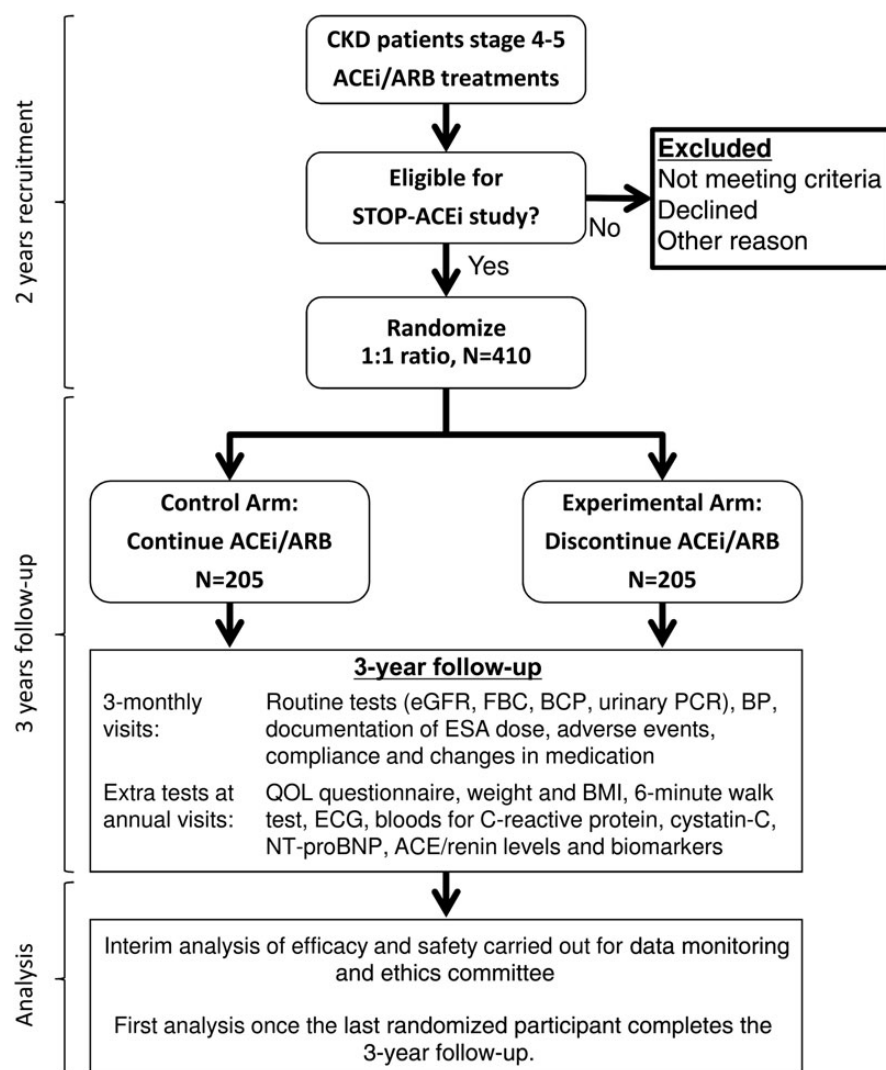 2 years recruitment
CKD patients stage 4-5
ACEi/ARB treatments
Eligible for
STOP-ACEi study?
No
Excluded
Not meeting criteria
Declined
Other reason
Yes
Randomize
1:1 ratio, N=410
3 years follow-up
Control Arm:
Continue ACEi/ARB
N=205
Experimental Arm:
Discontinue ACEi/ARB
N=205
3-year follow-up
3-monthly visits:
Routine tests (eGFR, FBC, BCP, urinary PCR), BP,
documentation of ESA dose, adverse events,
compliance and changes in medication
Extra tests at annual visits:
QOL questionnaire, weight and BMI, 6-minute walk
test, ECG, bloods for C-reactive protein, cystatin-C,
NT-proBNP, ACE/renin levels and biomarkers
Analysis
Interim analysis of efficacy and safety carried out for data monitoring
and ethics committee
First analysis once the last randomized participant completes the
3-year follow-up.